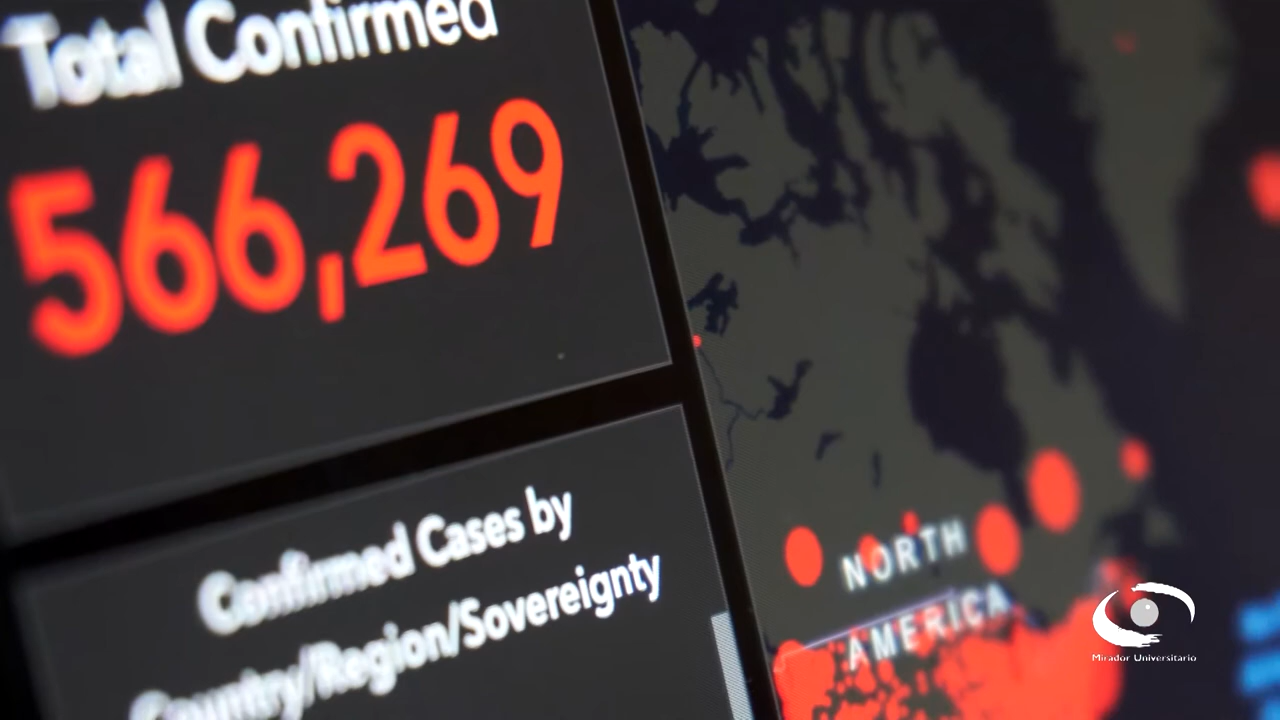 Total Confirmed
566,269
Confirmed Cases by
Country/Region/Sovereignty
NORTH
AMERICA
Mirador Universitario